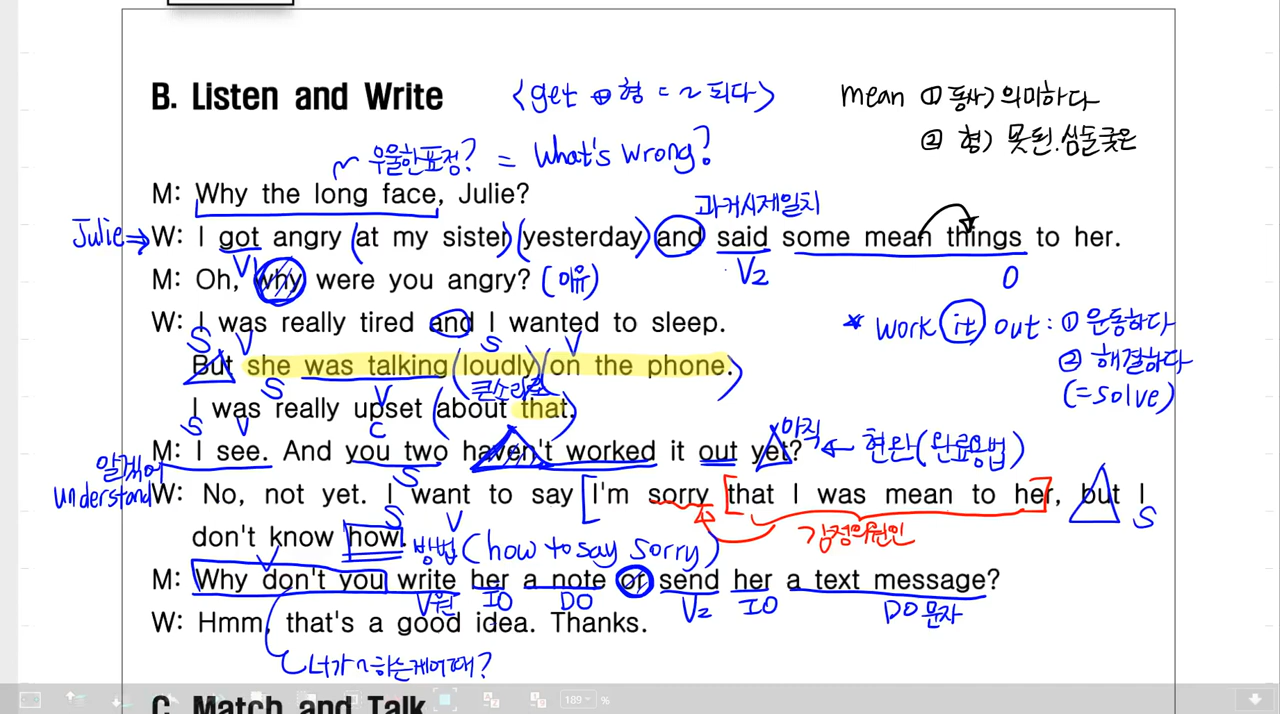 B. Listen and Write
<get ⊕ 형 = ~ 되다>
mean ① 동사) 의미하다
② 형) 못된. 심술궂은
~ 우울한 표정? = What's wrong?
M: Why the long face, Julie?
과거시제일치
Julie ⇒ W: I got angry (at my sister) (yesterday) and said some mean things to her.
V1 V2 O
M: Oh, why were you angry? (이유)
W: I was really tired and I wanted to sleep.
S V S V
* work it out : ① 운동하다
② 해결하다
(= solve)
But she was talking (loudly) (on the phone.)
S V 큰소리로
I was really upset (about that.)
S V C
M: I see. And you two haven't worked it out yet?
S 아직 ← 현완(완료용법)
알겠어
understand
W: No, not yet. I want to say [I'm sorry [that I was mean to her], but I
S V S
감정의원인
don't know how.
V 방법 (how to say sorry)
M: Why don't you write her a note or send her a text message?
V원 IO DO V2 IO DO 문자
W: Hmm, that's a good idea. Thanks.
너가 ~하는게 어때?
189 %
C. Match and Talk